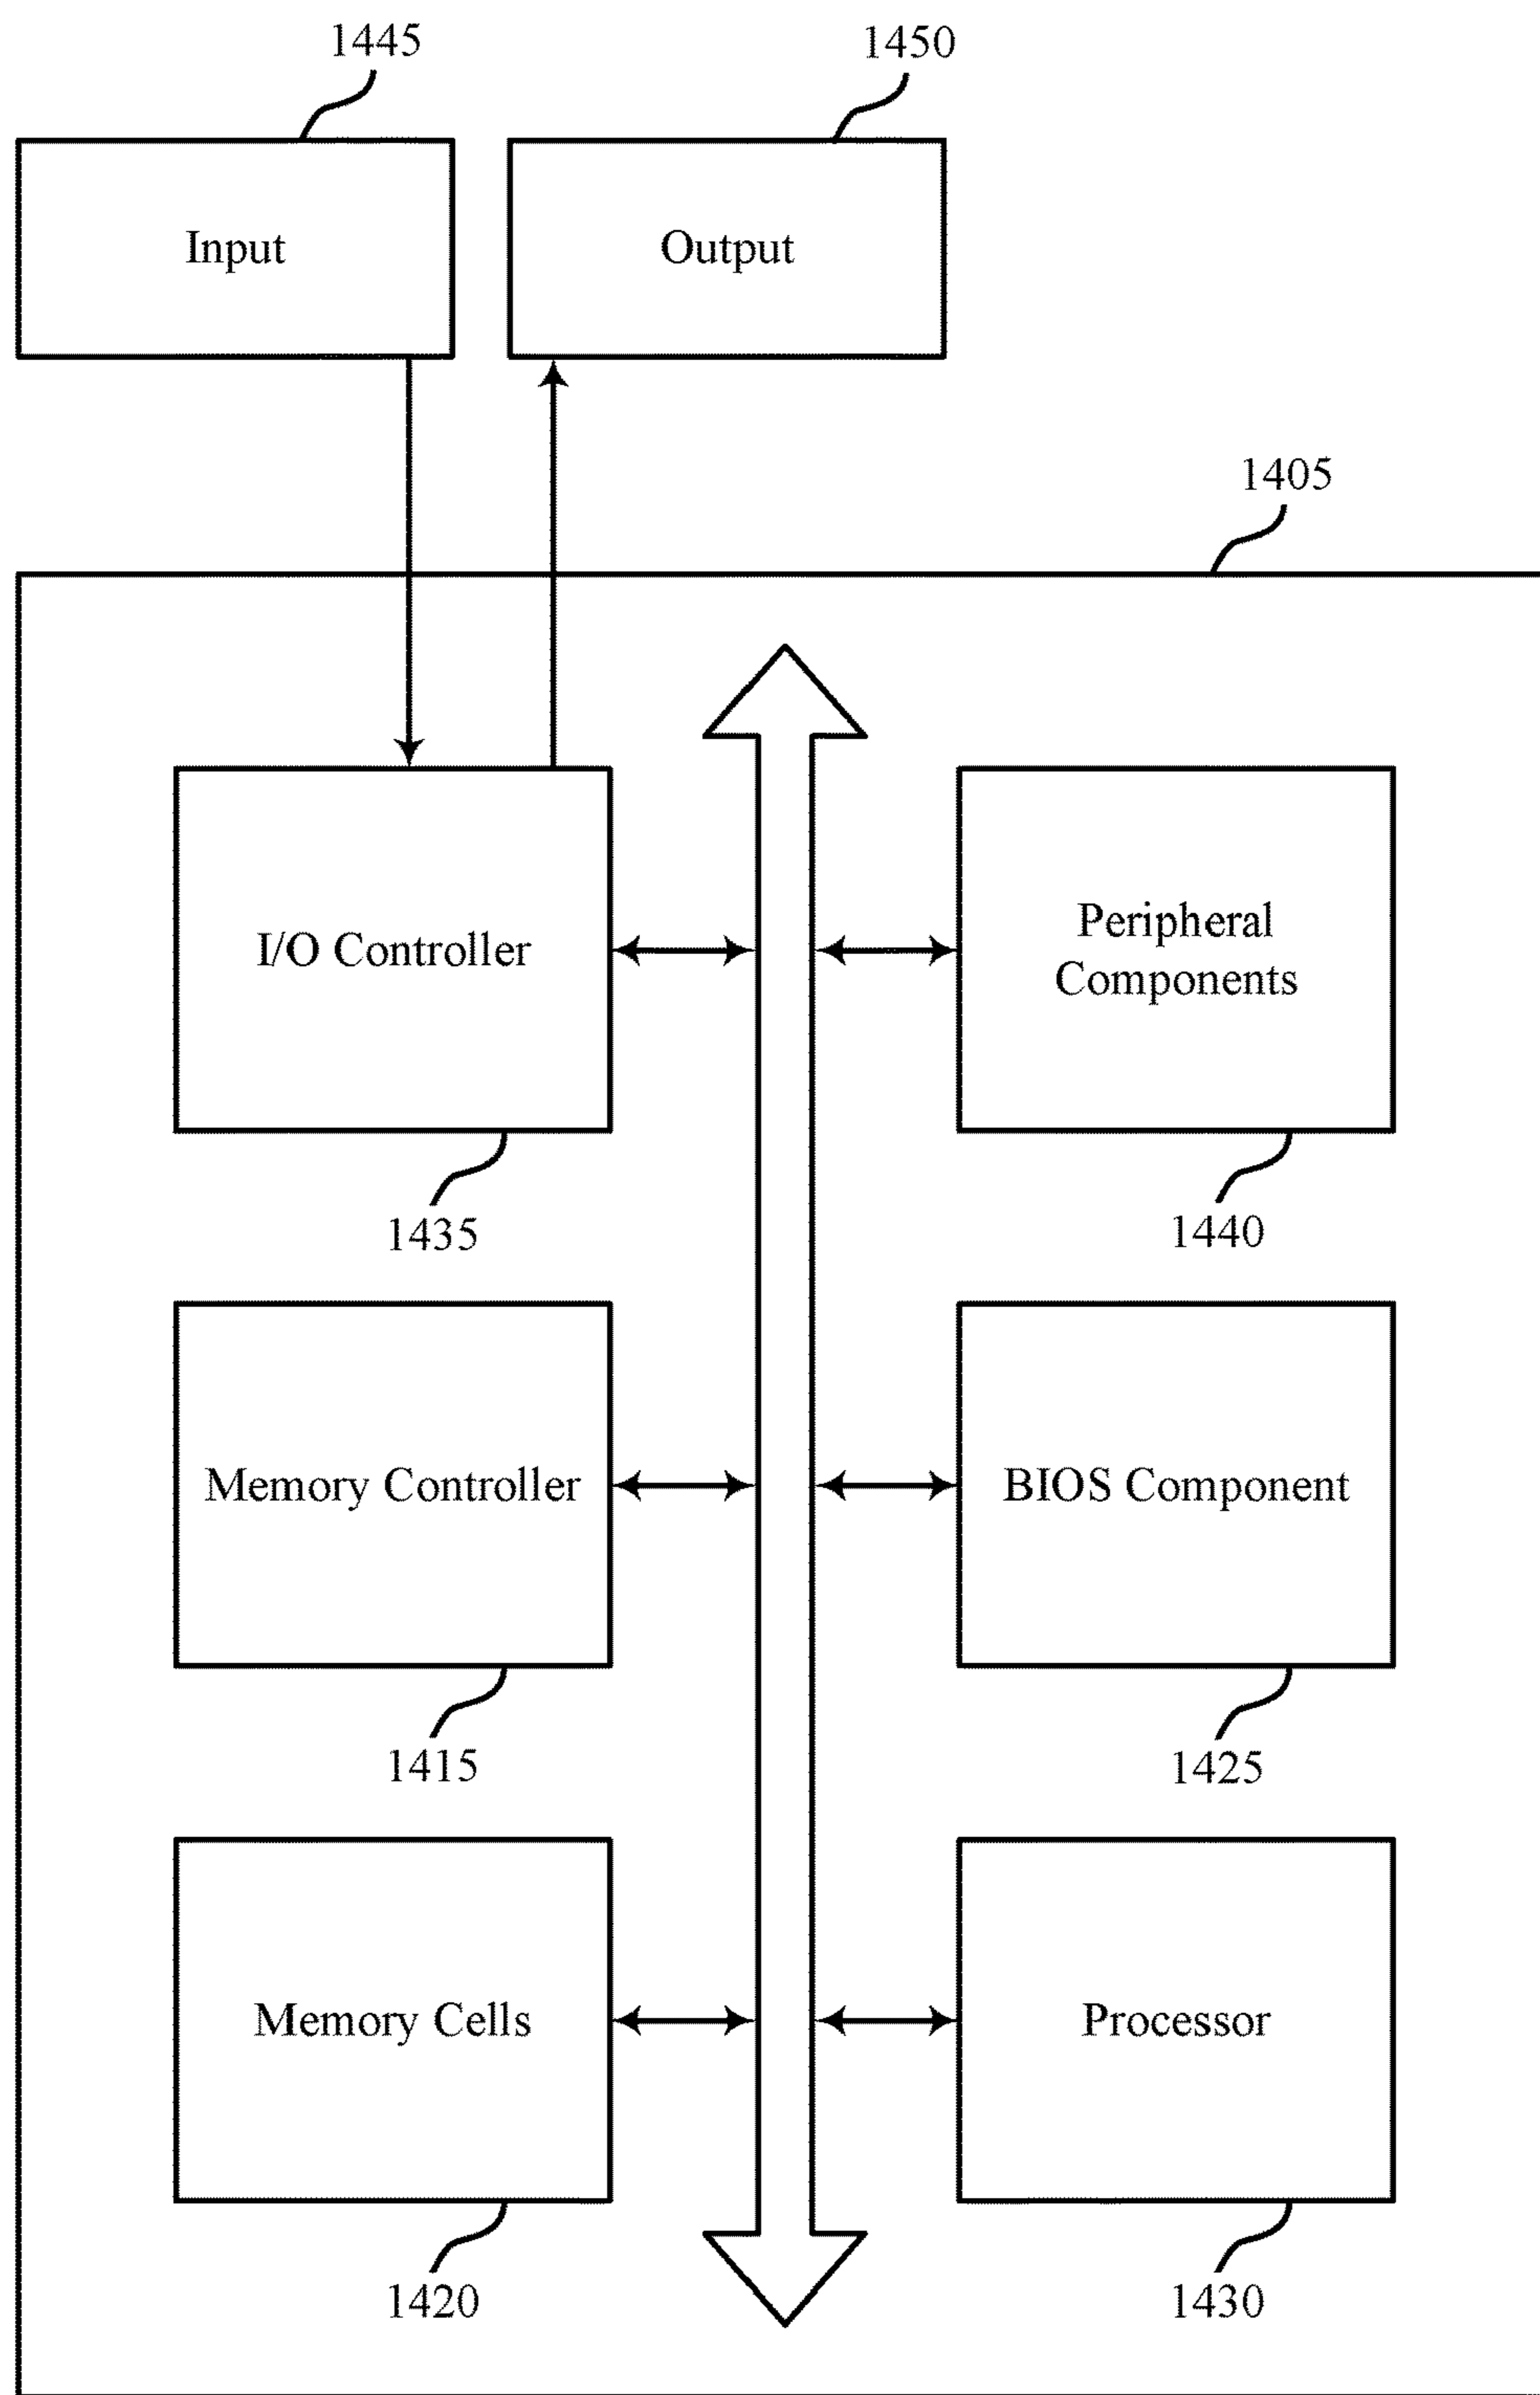 1445
1450
Input
Output
1405
I/O Controller
Peripheral
Components
1435
1440
Memory Controller
BIOS Component
1415
1425
Memory Cells
Processor
1420
1430